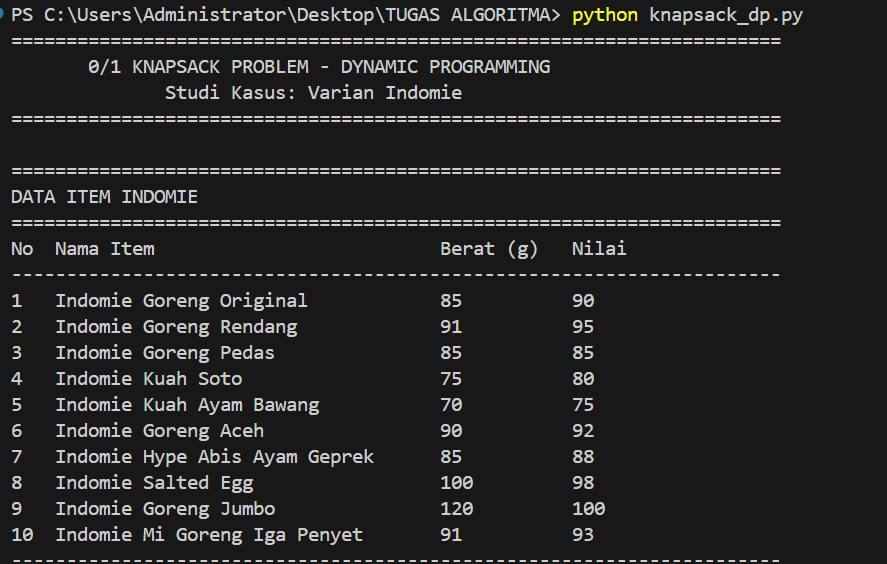 PS C:\Users\Administrator\Desktop\TUGAS ALGORITMA> python knapsack_dp.py
======================================================================
0/1 KNAPSACK PROBLEM - DYNAMIC PROGRAMMING
Studi Kasus: Varian Indomie
======================================================================
======================================================================
DATA ITEM INDOMIE
======================================================================
No  Nama Item                          Berat (g)   Nilai
----------------------------------------------------------------------
1   Indomie Goreng Original            85          90
2   Indomie Goreng Rendang             91          95
3   Indomie Goreng Pedas               85          85
4   Indomie Kuah Soto                  75          80
5   Indomie Kuah Ayam Bawang           70          75
6   Indomie Goreng Aceh                90          92
7   Indomie Hype Abis Ayam Geprek      85          88
8   Indomie Salted Egg                 100         98
9   Indomie Goreng Jumbo               120         100
10  Indomie Mi Goreng Iga Penyet       91          93
----------------------------------------------------------------------